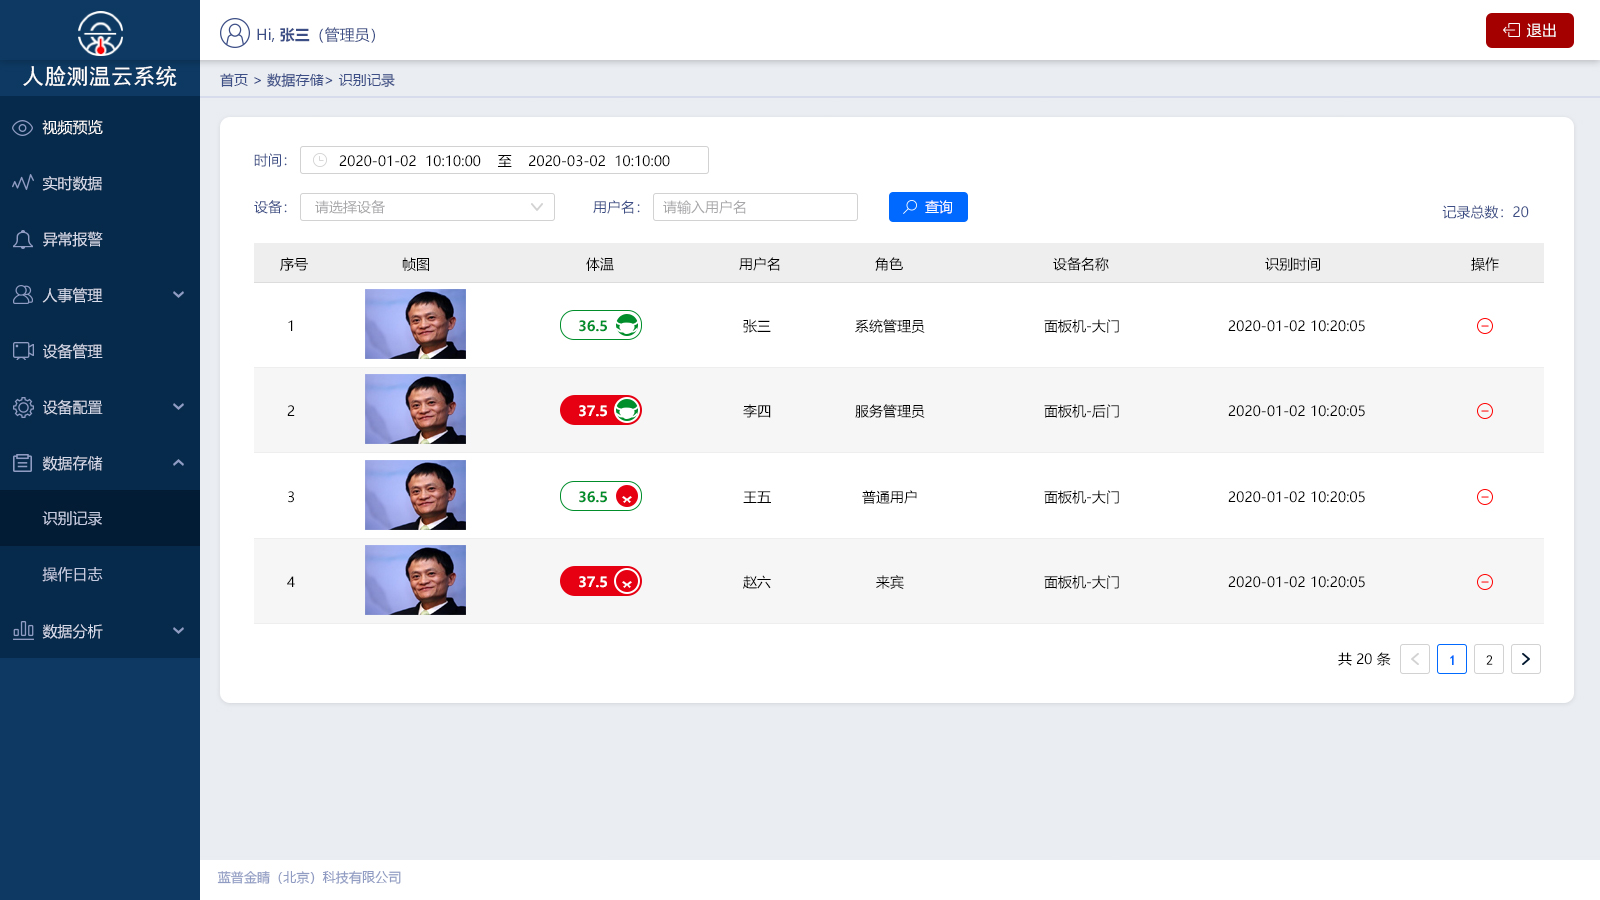 人脸测温云系统
Hi, 张三（管理员）
退出
首页 > 数据存储> 识别记录
视频预览
实时数据
异常报警
人事管理
设备管理
设备配置
数据存储
识别记录
操作日志
数据分析
时间： 2020-01-02 10:10:00 至 2020-03-02 10:10:00
设备： 请选择设备 用户名： 请输入用户名 查询
记录总数：20
序号 帧图 体温 用户名 角色 设备名称 识别时间 操作
1 36.5 张三 系统管理员 面板机-大门 2020-01-02 10:20:05
2 37.5 李四 服务管理员 面板机-后门 2020-01-02 10:20:05
3 36.5 王五 普通用户 面板机-大门 2020-01-02 10:20:05
4 37.5 赵六 来宾 面板机-大门 2020-01-02 10:20:05
共 20 条 < 1 2 >
蓝普金睛（北京）科技有限公司